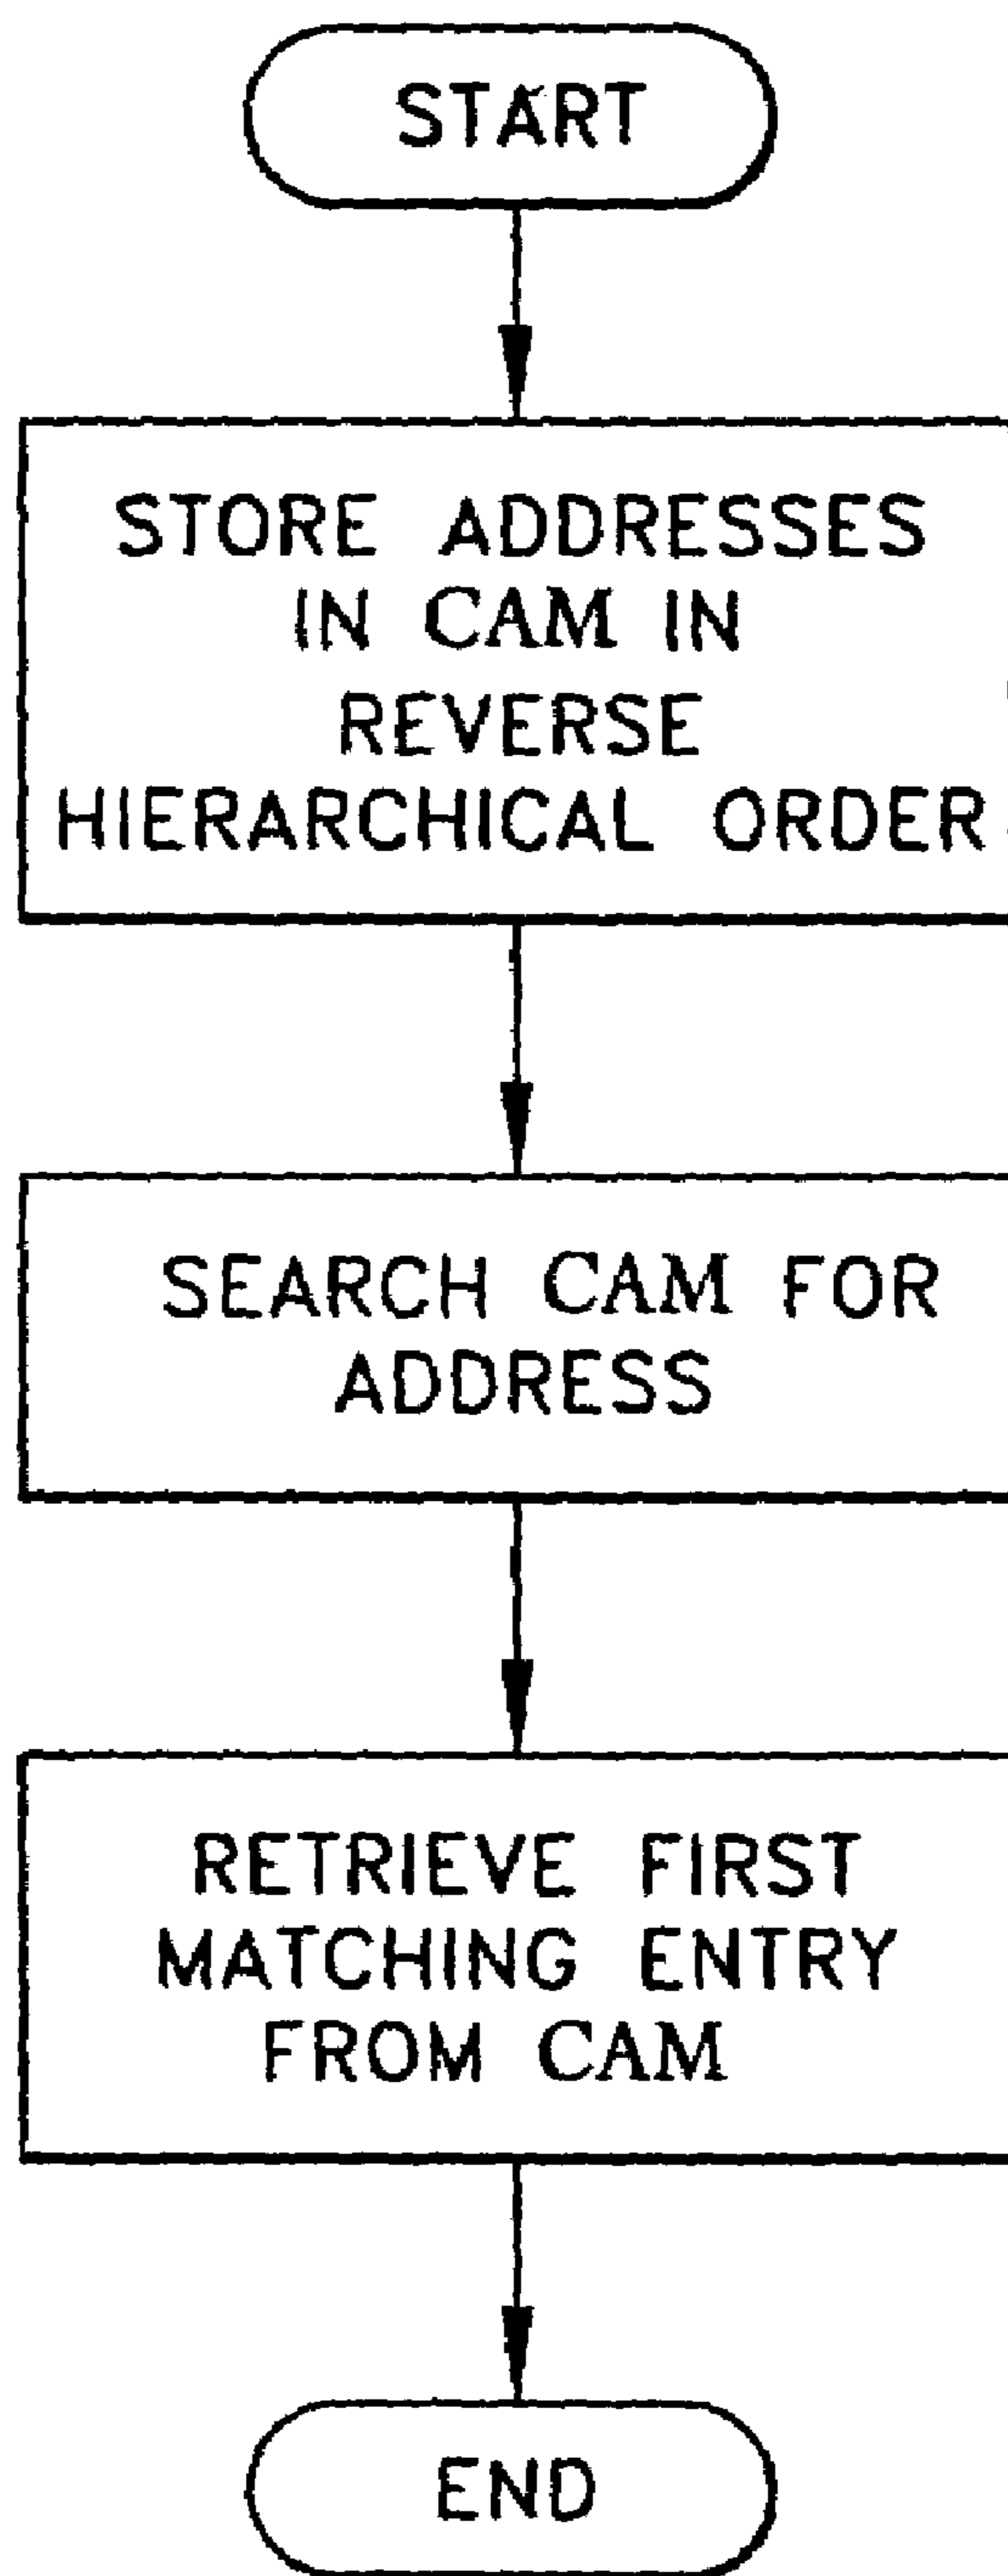 START
STORE ADDRESSES
IN CAM IN
REVERSE
HIERARCHICAL ORDER
SEARCH CAM FOR
ADDRESS
RETRIEVE FIRST
MATCHING ENTRY
FROM CAM
END